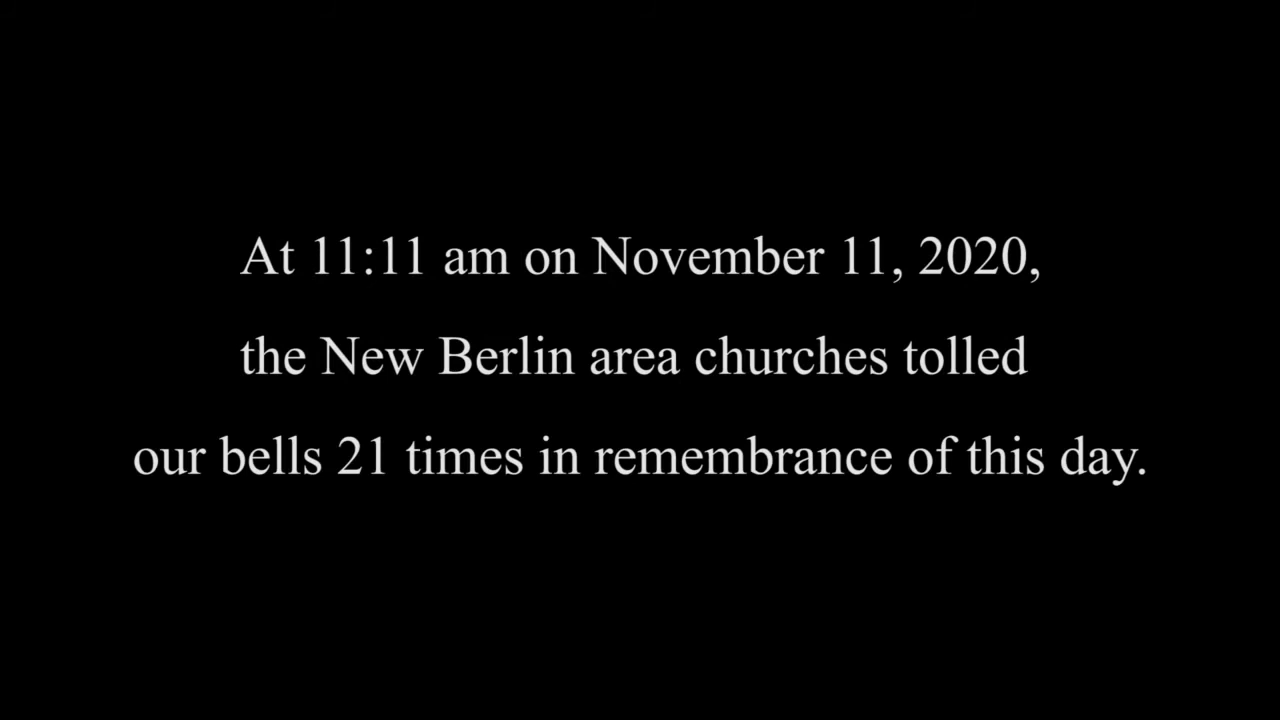 At 11:11 am on November 11, 2020,
the New Berlin area churches tolled
our bells 21 times in remembrance of this day.